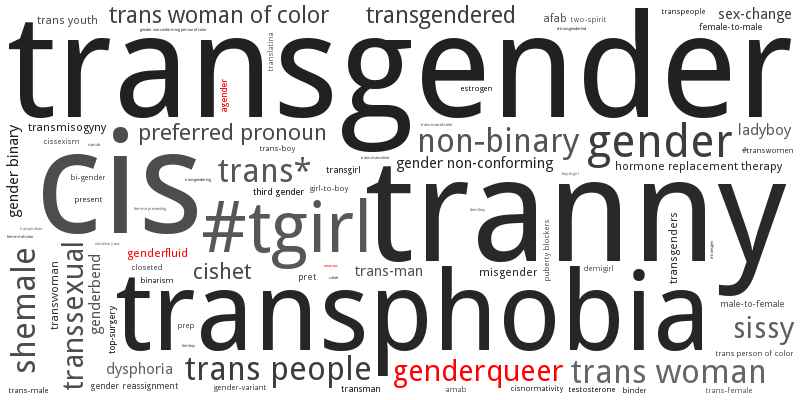 trans youth
trans woman of color
transgendered
afab
two-spirit
transpeople
sex-change
female-to-male
gender nonconforming person of color
transgender
translatina
agender
estrogen
transmisogyny
cissexism
gender binary
preferred pronoun
trans-boy
non-binary
gender
ladyboy
#transwomen
cis
trans*
transgirl
gender non-conforming
hormone replacement therapy
bi-gender
transgendering
third gender
girl-to-boy
present
femme presenting
#tgirl
tranny
demiboy
puberty blockers
transgenders
genderfluid
closeted
binarism
cishet
pret
trans-man
misgender
demigirl
shemale
transwoman
transsexual
genderbend
top-surgery
transphobia
prep
male-to-female
sissy
trans person of color
dysphoria
trans people
genderqueer
trans woman
trans-male
gender reassignment
gender-variant
transman
amab
cisnormativity
testosterone
binder
trans-female